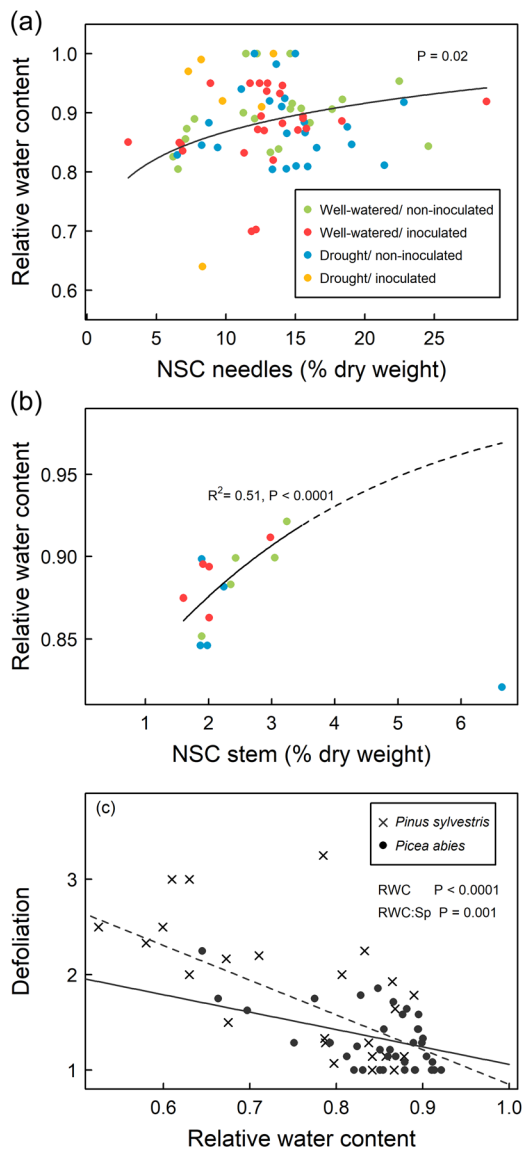 (a)
1.0
0.9
0.8
0.7
0.6
Relative water content
P = 0.02
Well-watered/ non-inoculated
Well-watered/ inoculated
Drought/ non-inoculated
Drought/ inoculated
0 5 10 15 20 25
NSC needles (% dry weight)
(b)
0.95
0.90
0.85
Relative water content
R²= 0.51, P < 0.0001
1 2 3 4 5 6
NSC stem (% dry weight)
(c)
3
2
1
Defoliation
Pinus sylvestris
Picea abies
RWC P < 0.0001
RWC:Sp P = 0.001
0.6 0.7 0.8 0.9 1.0
Relative water content